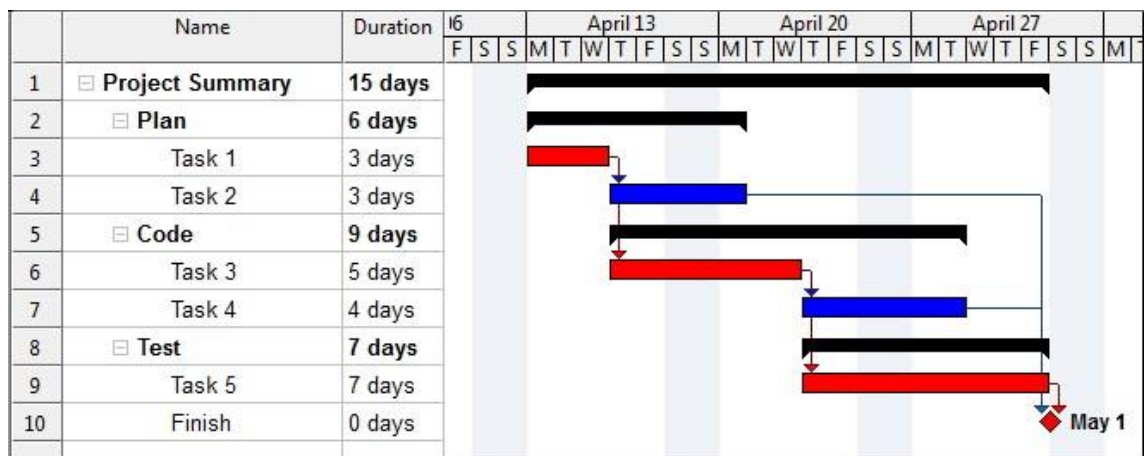 Name Duration 06 April 13 April 20 April 27
F S S M T W T F S S M T W T F S S M T W T F S S M
1 Project Summary 15 days
2 Plan 6 days
3 Task 1 3 days
4 Task 2 3 days
5 Code 9 days
6 Task 3 5 days
7 Task 4 4 days
8 Test 7 days
9 Task 5 7 days
10 Finish 0 days May 1